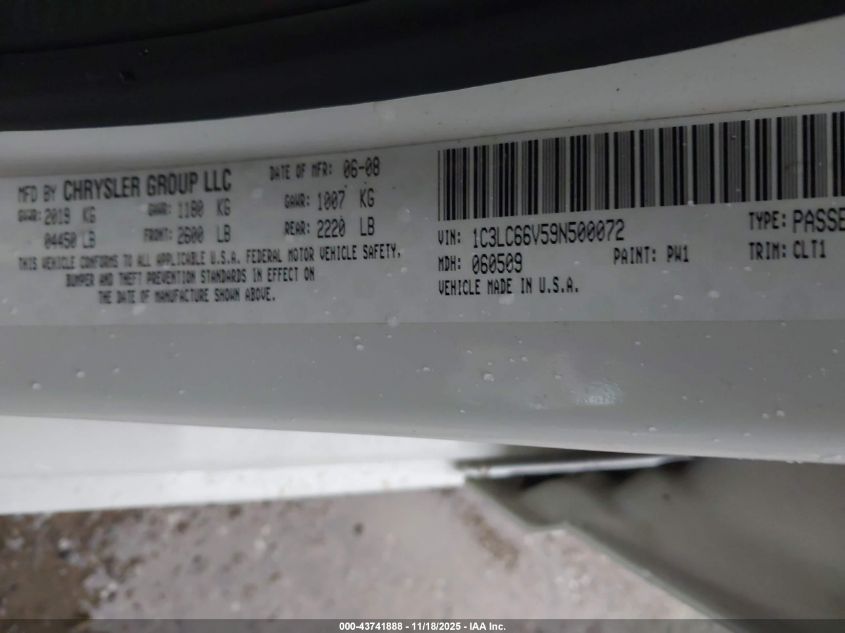 MFD BY CHRYSLER GROUP LLC
DATE OF MFR: 06-08
GVWR: 2019 KG
GAWR: 1180 KG
GAWR: 1007 KG
04450 LB
FRONT: 2600 LB
REAR: 2220 LB
THIS VEHICLE CONFORMS TO ALL APPLICABLE U.S.A. FEDERAL MOTOR VEHICLE SAFETY,
BUMPER AND THEFT PREVENTION STANDARDS IN EFFECT ON
THE DATE OF MANUFACTURE SHOWN ABOVE.
VIN: 1C3LC66V59N500072
TYPE: PASSE
MDH: 060509
PAINT: PW1
TRIM: CLT1
VEHICLE MADE IN U.S.A.
000-43741888 - 11/18/2025 - IAA Inc.